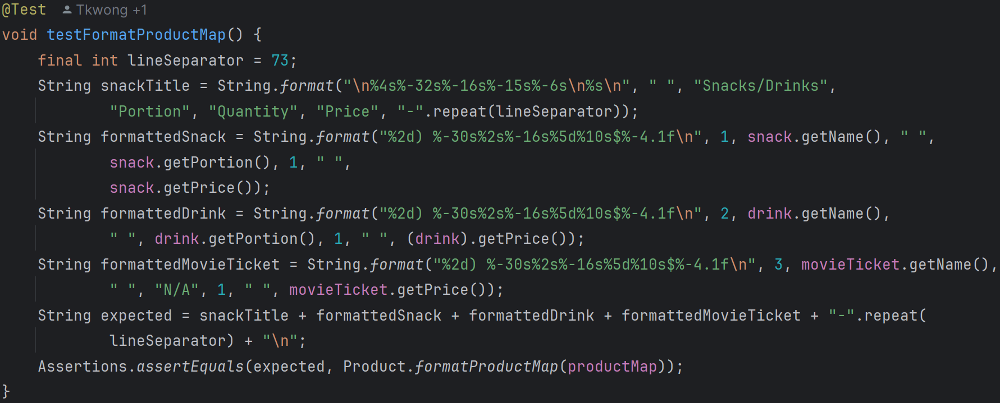 @Test Tkwong +1
void testFormatProductMap() {
    final int lineSeparator = 73;
    String snackTitle = String.format("\n%4s%-32s%-16s%-15s%-6s\n%s\n", " ", "Snacks/Drinks",
            "Portion", "Quantity", "Price", "-".repeat(lineSeparator));
    String formattedSnack = String.format("%2d) %-30s%2s%-16s%5d%10s$%-4.1f\n", 1, snack.getName(), " ",
            snack.getPortion(), 1, " ",
            snack.getPrice());
    String formattedDrink = String.format("%2d) %-30s%2s%-16s%5d%10s$%-4.1f\n", 2, drink.getName(),
            " ", drink.getPortion(), 1, " ", (drink).getPrice());
    String formattedMovieTicket = String.format("%2d) %-30s%2s%-16s%5d%10s$%-4.1f\n", 3, movieTicket.getName(),
            " ", "N/A", 1, " ", movieTicket.getPrice());
    String expected = snackTitle + formattedSnack + formattedDrink + formattedMovieTicket + "-".repeat(
            lineSeparator) + "\n";
    Assertions.assertEquals(expected, Product.formatProductMap(productMap));
}